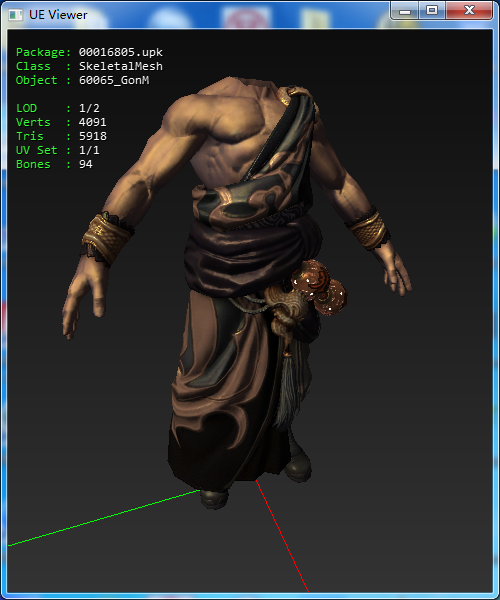 UE Viewer
Package: 00016805.upk
Class : SkeletalMesh
Object : 60065_GonM
LOD : 1/2
Verts : 4091
Tris : 5918
UV Set : 1/1
Bones : 94